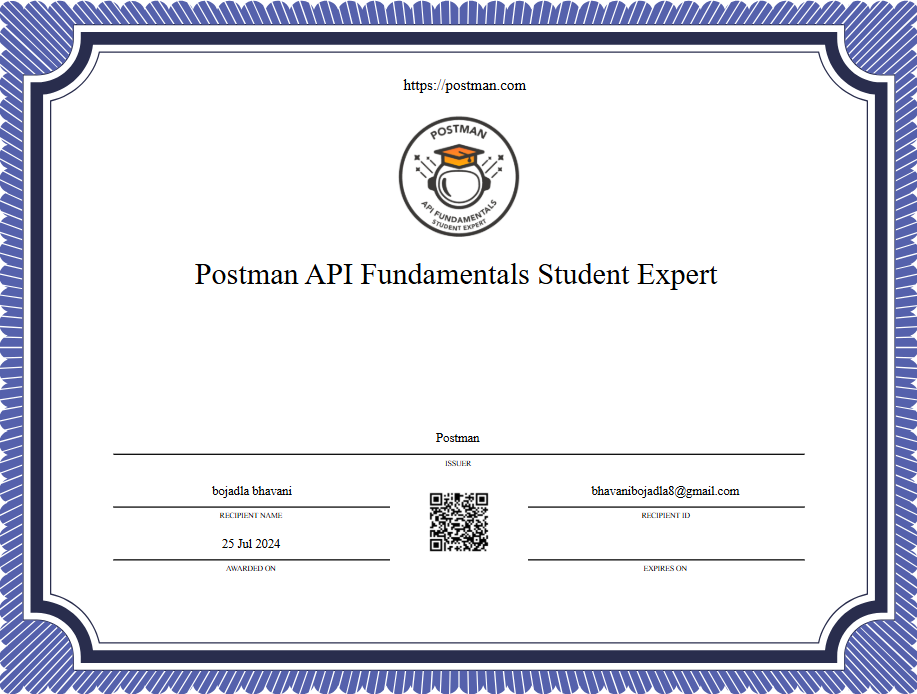 https://postman.com
POSTMAN
API FUNDAMENTALS
STUDENT EXPERT
Postman API Fundamentals Student Expert
Postman
ISSUER
bojadla bhavani
RECIPIENT NAME
bhavanibojadla8@gmail.com
RECIPIENT ID
25 Jul 2024
AWARDED ON
EXPIRES ON